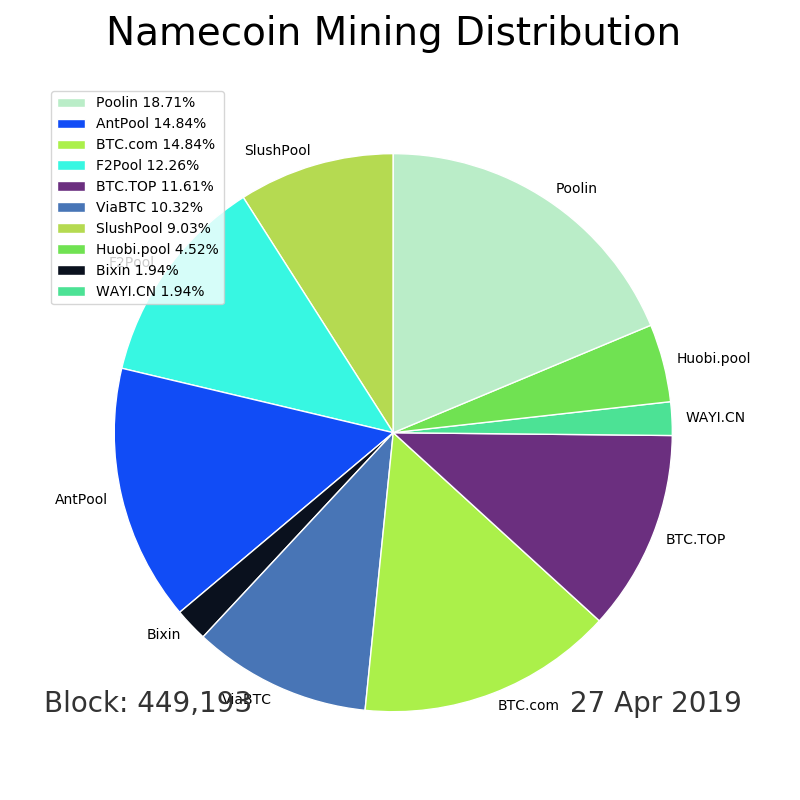 Namecoin Mining Distribution
Poolin 18.71%
AntPool 14.84%
BTC.com 14.84%
F2Pool 12.26%
BTC.TOP 11.61%
ViaBTC 10.32%
SlushPool 9.03%
Huobi.pool 4.52%
Bixin 1.94%
WAYI.CN 1.94%
SlushPool
Poolin
F2Pool
Huobi.pool
WAYI.CN
AntPool
BTC.TOP
Bixin
ViaBTC
BTC.com
Block: 449,193
27 Apr 2019